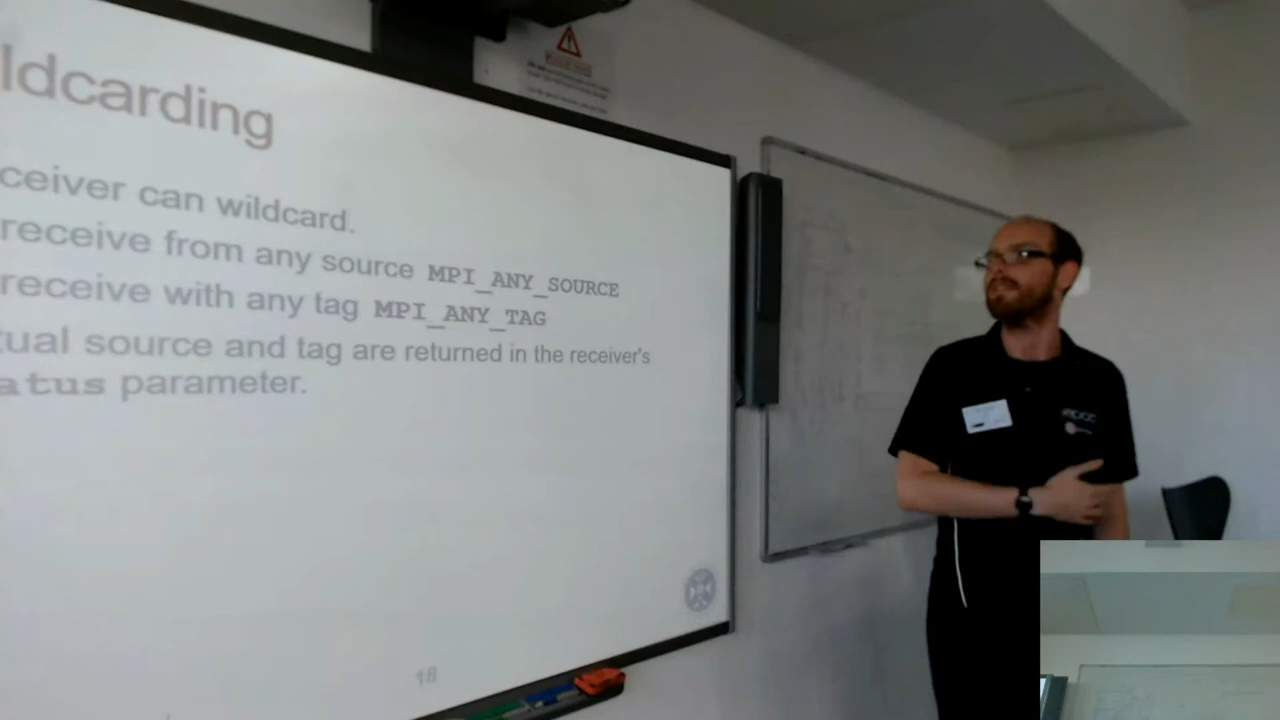 ldcarding
ceiver can wildcard.
receive from any source MPI_ANY_SOURCE
receive with any tag MPI_ANY_TAG
tual source and tag are returned in the receiver's
atus parameter.
18